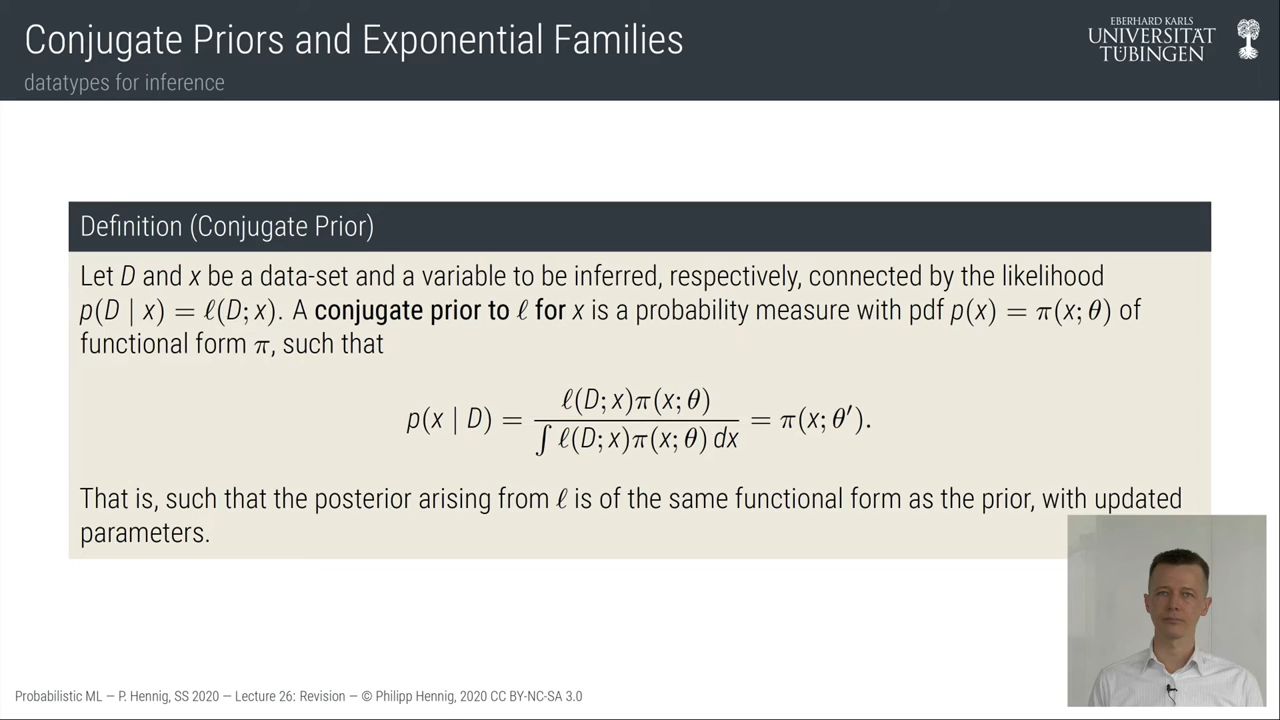 Conjugate Priors and Exponential Families
datatypes for inference
EBERHARD KARLS
UNIVERSITÄT
TÜBINGEN
Definition (Conjugate Prior)
Let D and x be a data-set and a variable to be inferred, respectively, connected by the likelihood
p(D | x) = ℓ(D; x). A conjugate prior to ℓ for x is a probability measure with pdf p(x) = π(x; θ) of
functional form π, such that
p(x | D) = ℓ(D; x)π(x; θ) / ∫ ℓ(D; x)π(x; θ) dx = π(x; θ′).
That is, such that the posterior arising from ℓ is of the same functional form as the prior, with updated
parameters.
Probabilistic ML — P. Hennig, SS 2020 — Lecture 26: Revision — © Philipp Hennig, 2020 CC BY-NC-SA 3.0